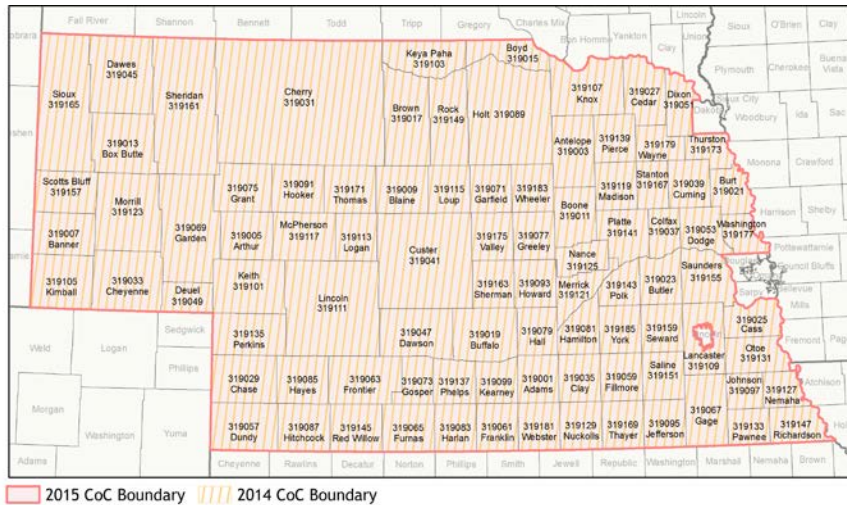 Fall River
Shannon
Bennett
Todd
Tripp
Gregory
Charles Mix
Bon Homme
Yankton
Clay
Lincoln
Union
Sioux
O'Brien
Clay
Plymouth
Cherokee
Buena
Vista
Sioux City
Woodbury
Ida
Sac
Monona
Crawford
Harrison
Shelby
Pottawattamie
Council Bluffs
Bellevue
Mills
Fremont
Page
Atchison
Sioux
319165
Dawes
319045
Sheridan
319161
Cherry
319031
Keya Paha
319103
Boyd
319015
319107
Knox
319027
Cedar
Dixon
319051
Dakota
319013
Box Butte
Brown
319017
Rock
319149
Holt 319089
Antelope
319003
319139
Pierce
319179
Wayne
Thurston
319173
Scotts Bluff
319157
Morrill
319123
319075
Grant
319091
Hooker
319171
Thomas
319009
Blaine
319115
Loup
319071
Garfield
319183
Wheeler
Boone
319011
319119
Madison
Stanton
319167
319039
Cuming
Burt
319021
319007
Banner
319069
Garden
319005
Arthur
McPherson
319117
319113
Logan
Custer
319041
319175
Valley
319077
Greeley
Nance
319125
Platte
319141
Colfax
319037
319053
Dodge
Washington
319177
319105
Kimball
319033
Cheyenne
Deuel
319049
Keith
319101
Lincoln
319111
319163
Sherman
319093
Howard
Merrick
319121
319143
Polk
319023
Butler
Saunders
319155
Sarpy
319135
Perkins
319047
Dawson
319019
Buffalo
319079
Hall
319081
Hamilton
319185
York
319159
Seward
Lincoln
Lancaster
319109
319025
Cass
Otoe
319131
319029
Chase
319085
Hayes
319063
Frontier
319073
Gosper
319137
Phelps
319099
Kearney
319001
Adams
319035
Clay
319059
Fillmore
Saline
319151
319067
Gage
Johnson
319097
319127
Nemaha
319057
Dundy
319087
Hitchcock
319145
Red Willow
319065
Furnas
319083
Harlan
319061
Franklin
319181
Webster
319129
Nuckolls
319169
Thayer
319095
Jefferson
319133
Pawnee
319147
Richardson
Weld
Logan
Sedgwick
Phillips
Morgan
Washington
Yuma
Adams
Cheyenne
Rawlins
Decatur
Norton
Phillips
Smith
Jewell
Republic
Washington
Marshall
Nemaha
Brown
2015 CoC Boundary
2014 CoC Boundary